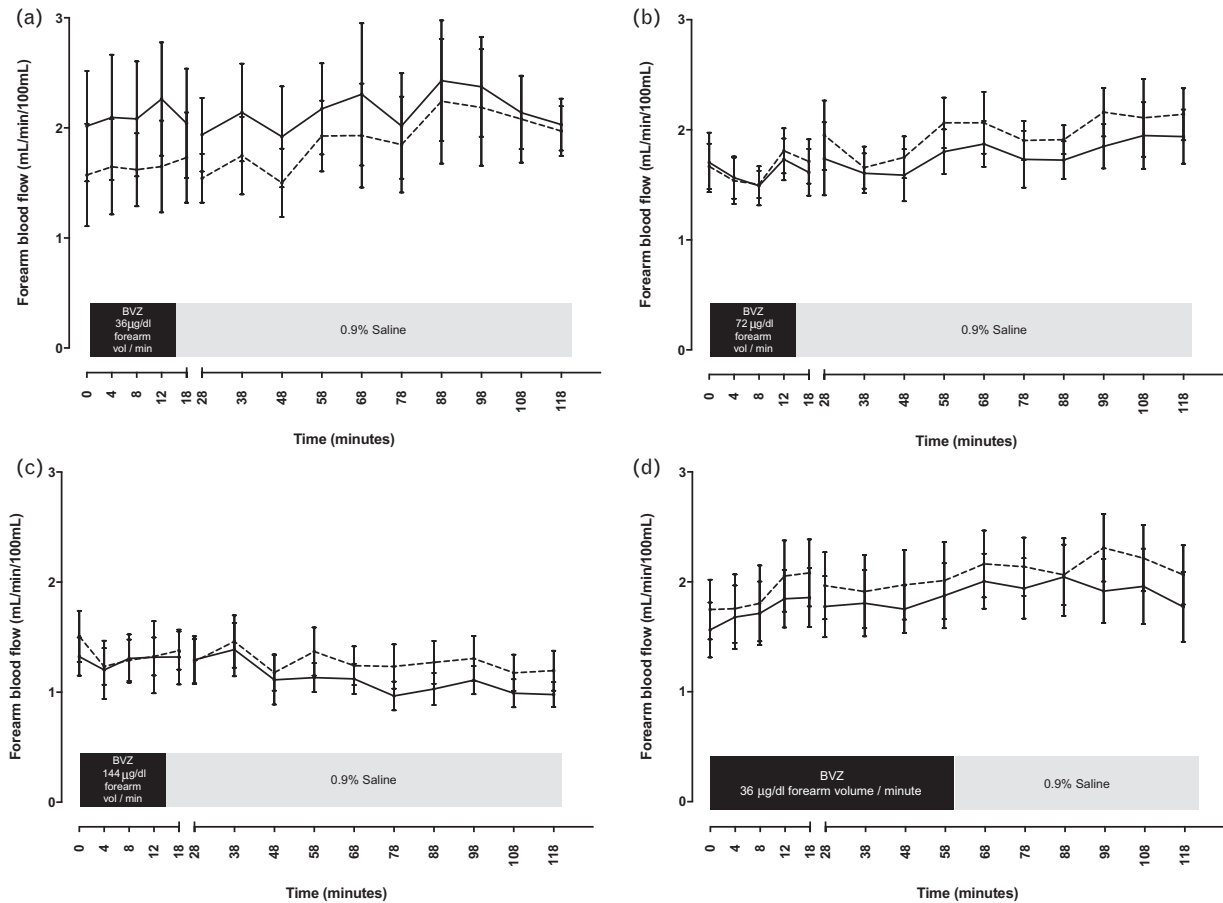 (a)
3
2
1
0
Forearm blood flow (mL/min/100mL)
BVZ
36µg/dl
forearm
vol / min
0.9% Saline
0 4 8 12 18 28 38 48 58 68 78 88 98 108 118
Time (minutes)
(b)
3
2
1
0
Forearm blood flow (mL/min/100mL)
BVZ
72 µg/dl
forearm
vol / min
0.9% Saline
0 4 8 12 18 28 38 48 58 68 78 88 98 108 118
Time (minutes)
(c)
3
2
1
0
Forearm blood flow (mL/min/100mL)
BVZ
144 µg/dl
forearm
vol / min
0.9% Saline
0 4 8 12 18 28 38 48 58 68 78 88 98 108 118
Time (minutes)
(d)
3
2
1
0
Forearm blood flow (mL/min/100mL)
BVZ
36 µg/dl forearm volume / minute
0.9% Saline
0 4 8 12 18 28 38 48 58 68 78 88 98 108 118
Time (minutes)